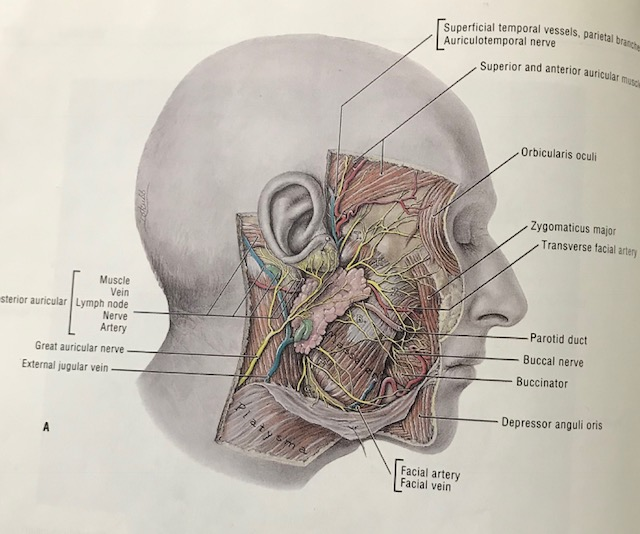 Superficial temporal vessels, parietal
Auriculotemporal nerve
Superior and anterior auricular
Orbicularis oculi
Zygomaticus major
Transverse facial artery
Muscle
Vein
auricular Lymph node
Nerve
Artery
Great auricular nerve
External jugular vein
Parotid duct
Buccal nerve
Buccinator
Depressor anguli oris
Platysma
A
Facial artery
Facial vein